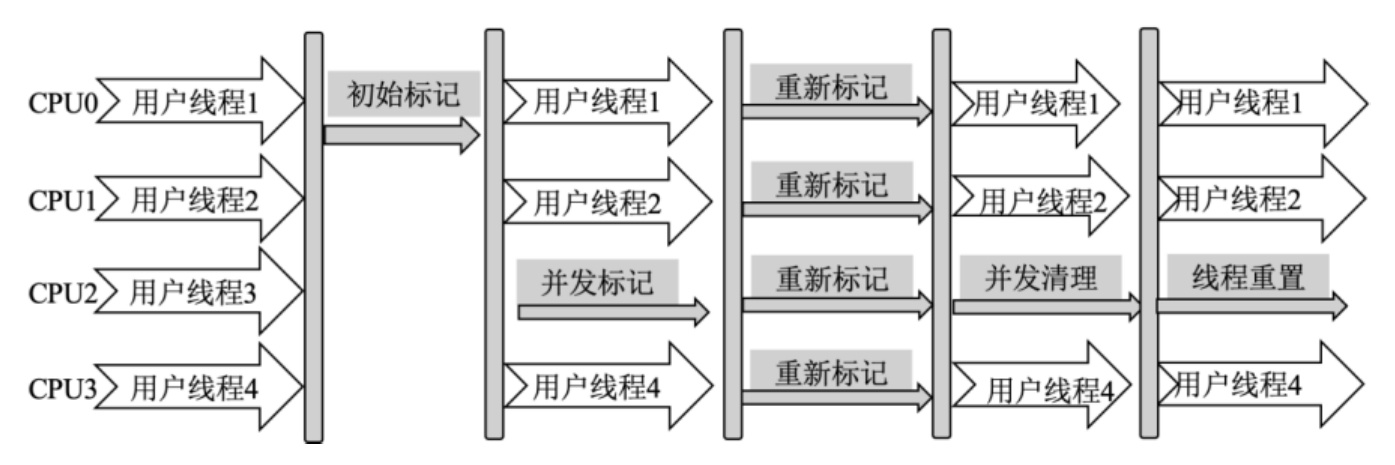 CPU0 用户线程1 初始标记 用户线程1 重新标记 用户线程1 用户线程1
CPU1 用户线程2 用户线程2 重新标记 用户线程2 用户线程2
CPU2 用户线程3 并发标记 重新标记 并发清理 线程重置
CPU3 用户线程4 用户线程4 重新标记 用户线程4 用户线程4